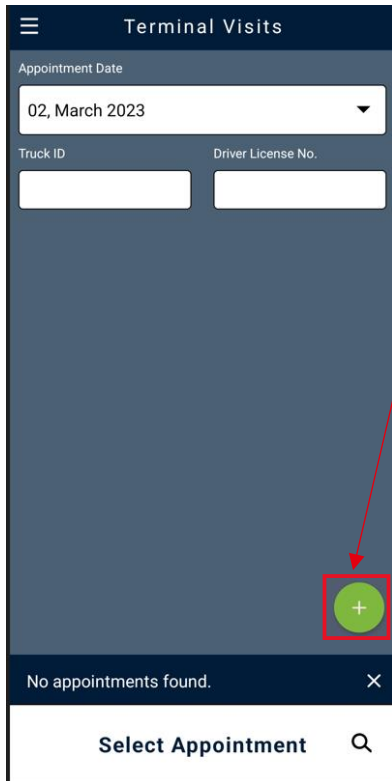 Terminal Visits
Appointment Date
02, March 2023
Truck ID Driver License No.
+
No appointments found. ×
Select Appointment